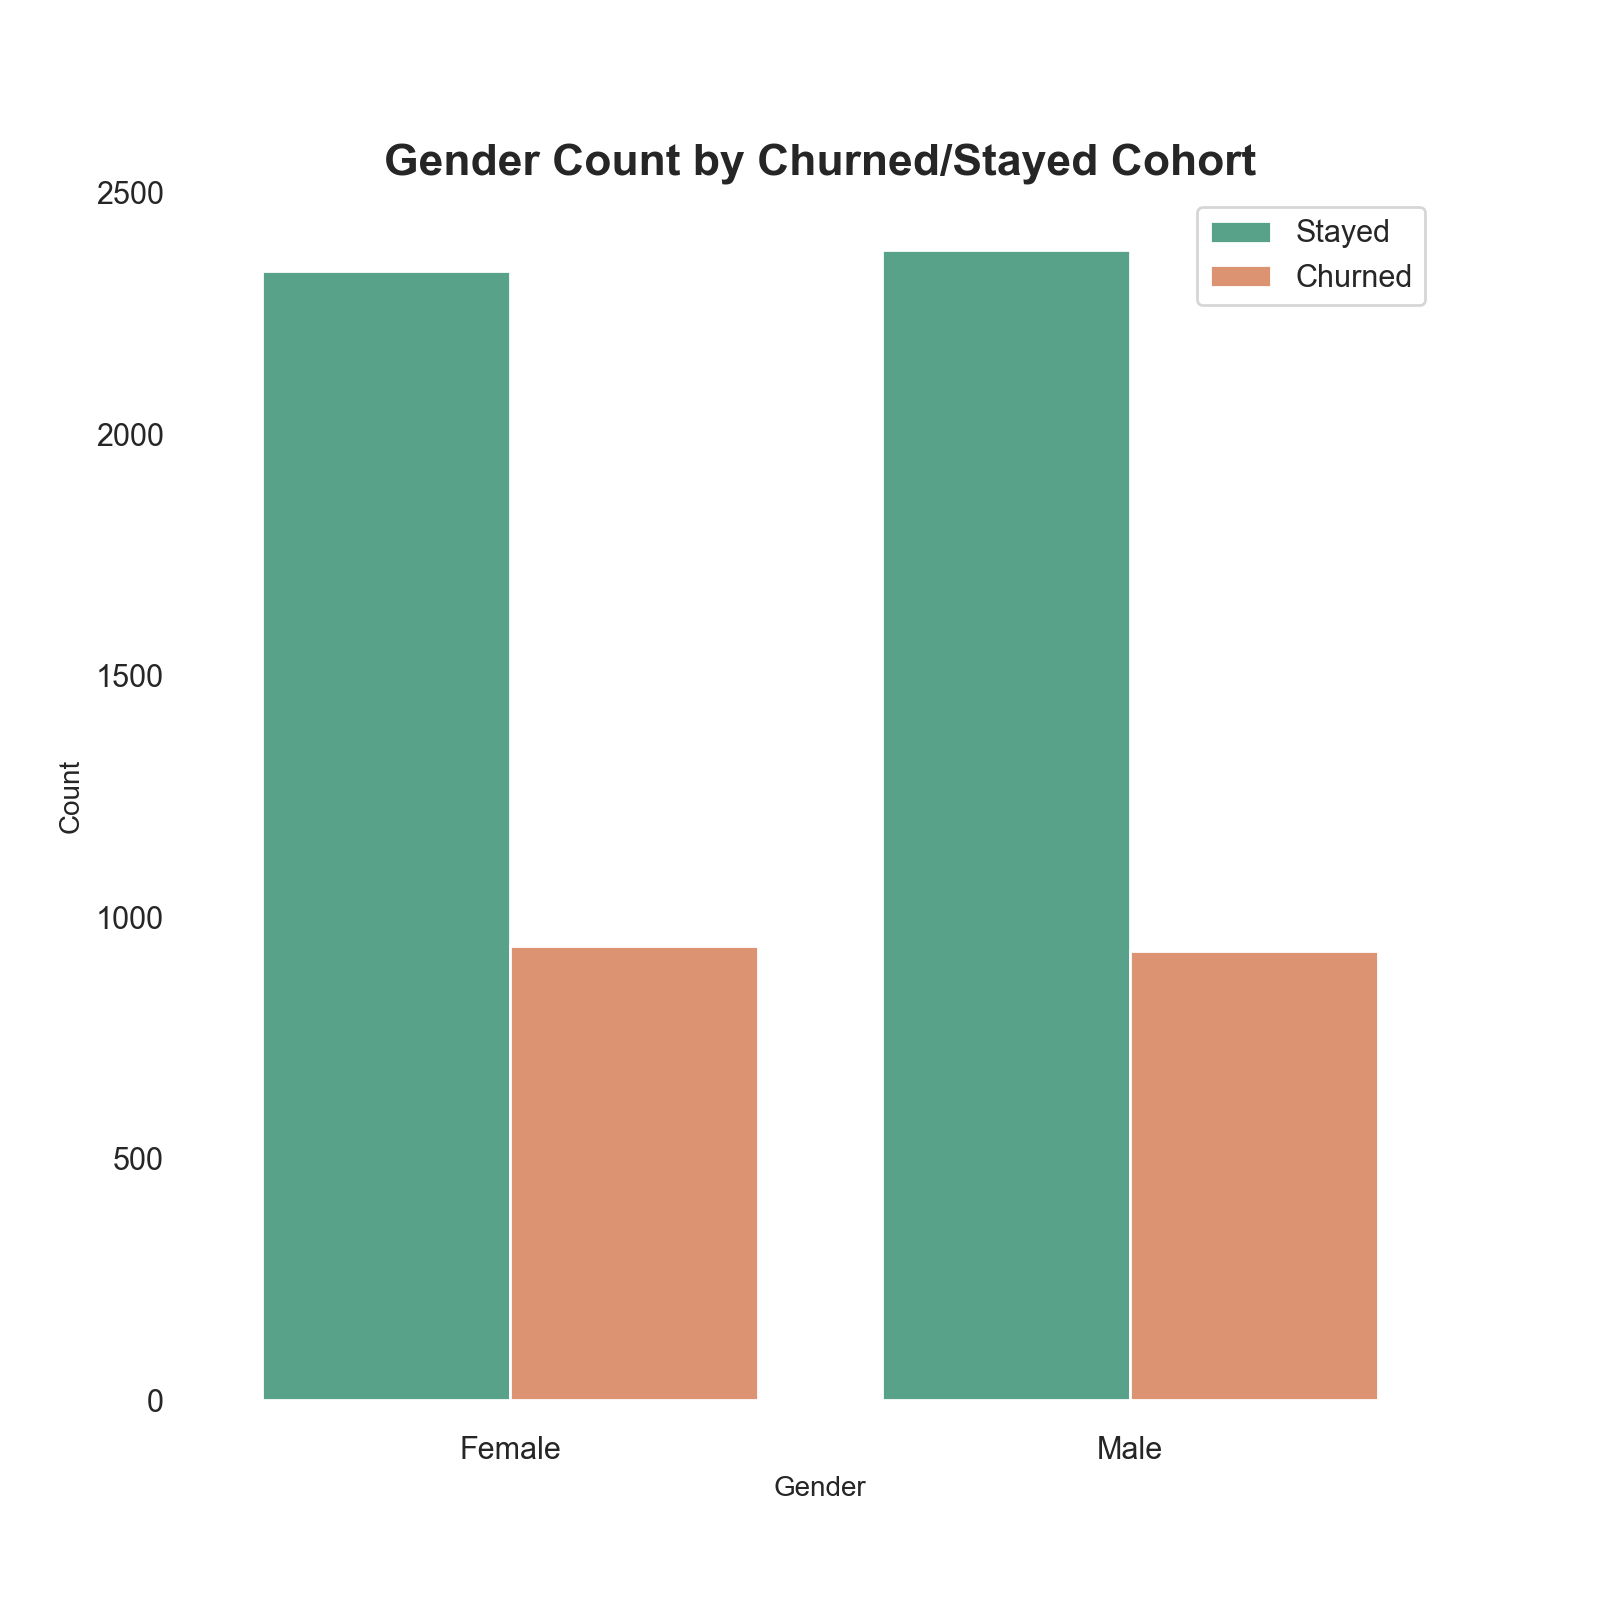 Gender Count by Churned/Stayed Cohort
2500
Stayed
Churned
2000
1500
Count
1000
500
0
Female
Male
Gender